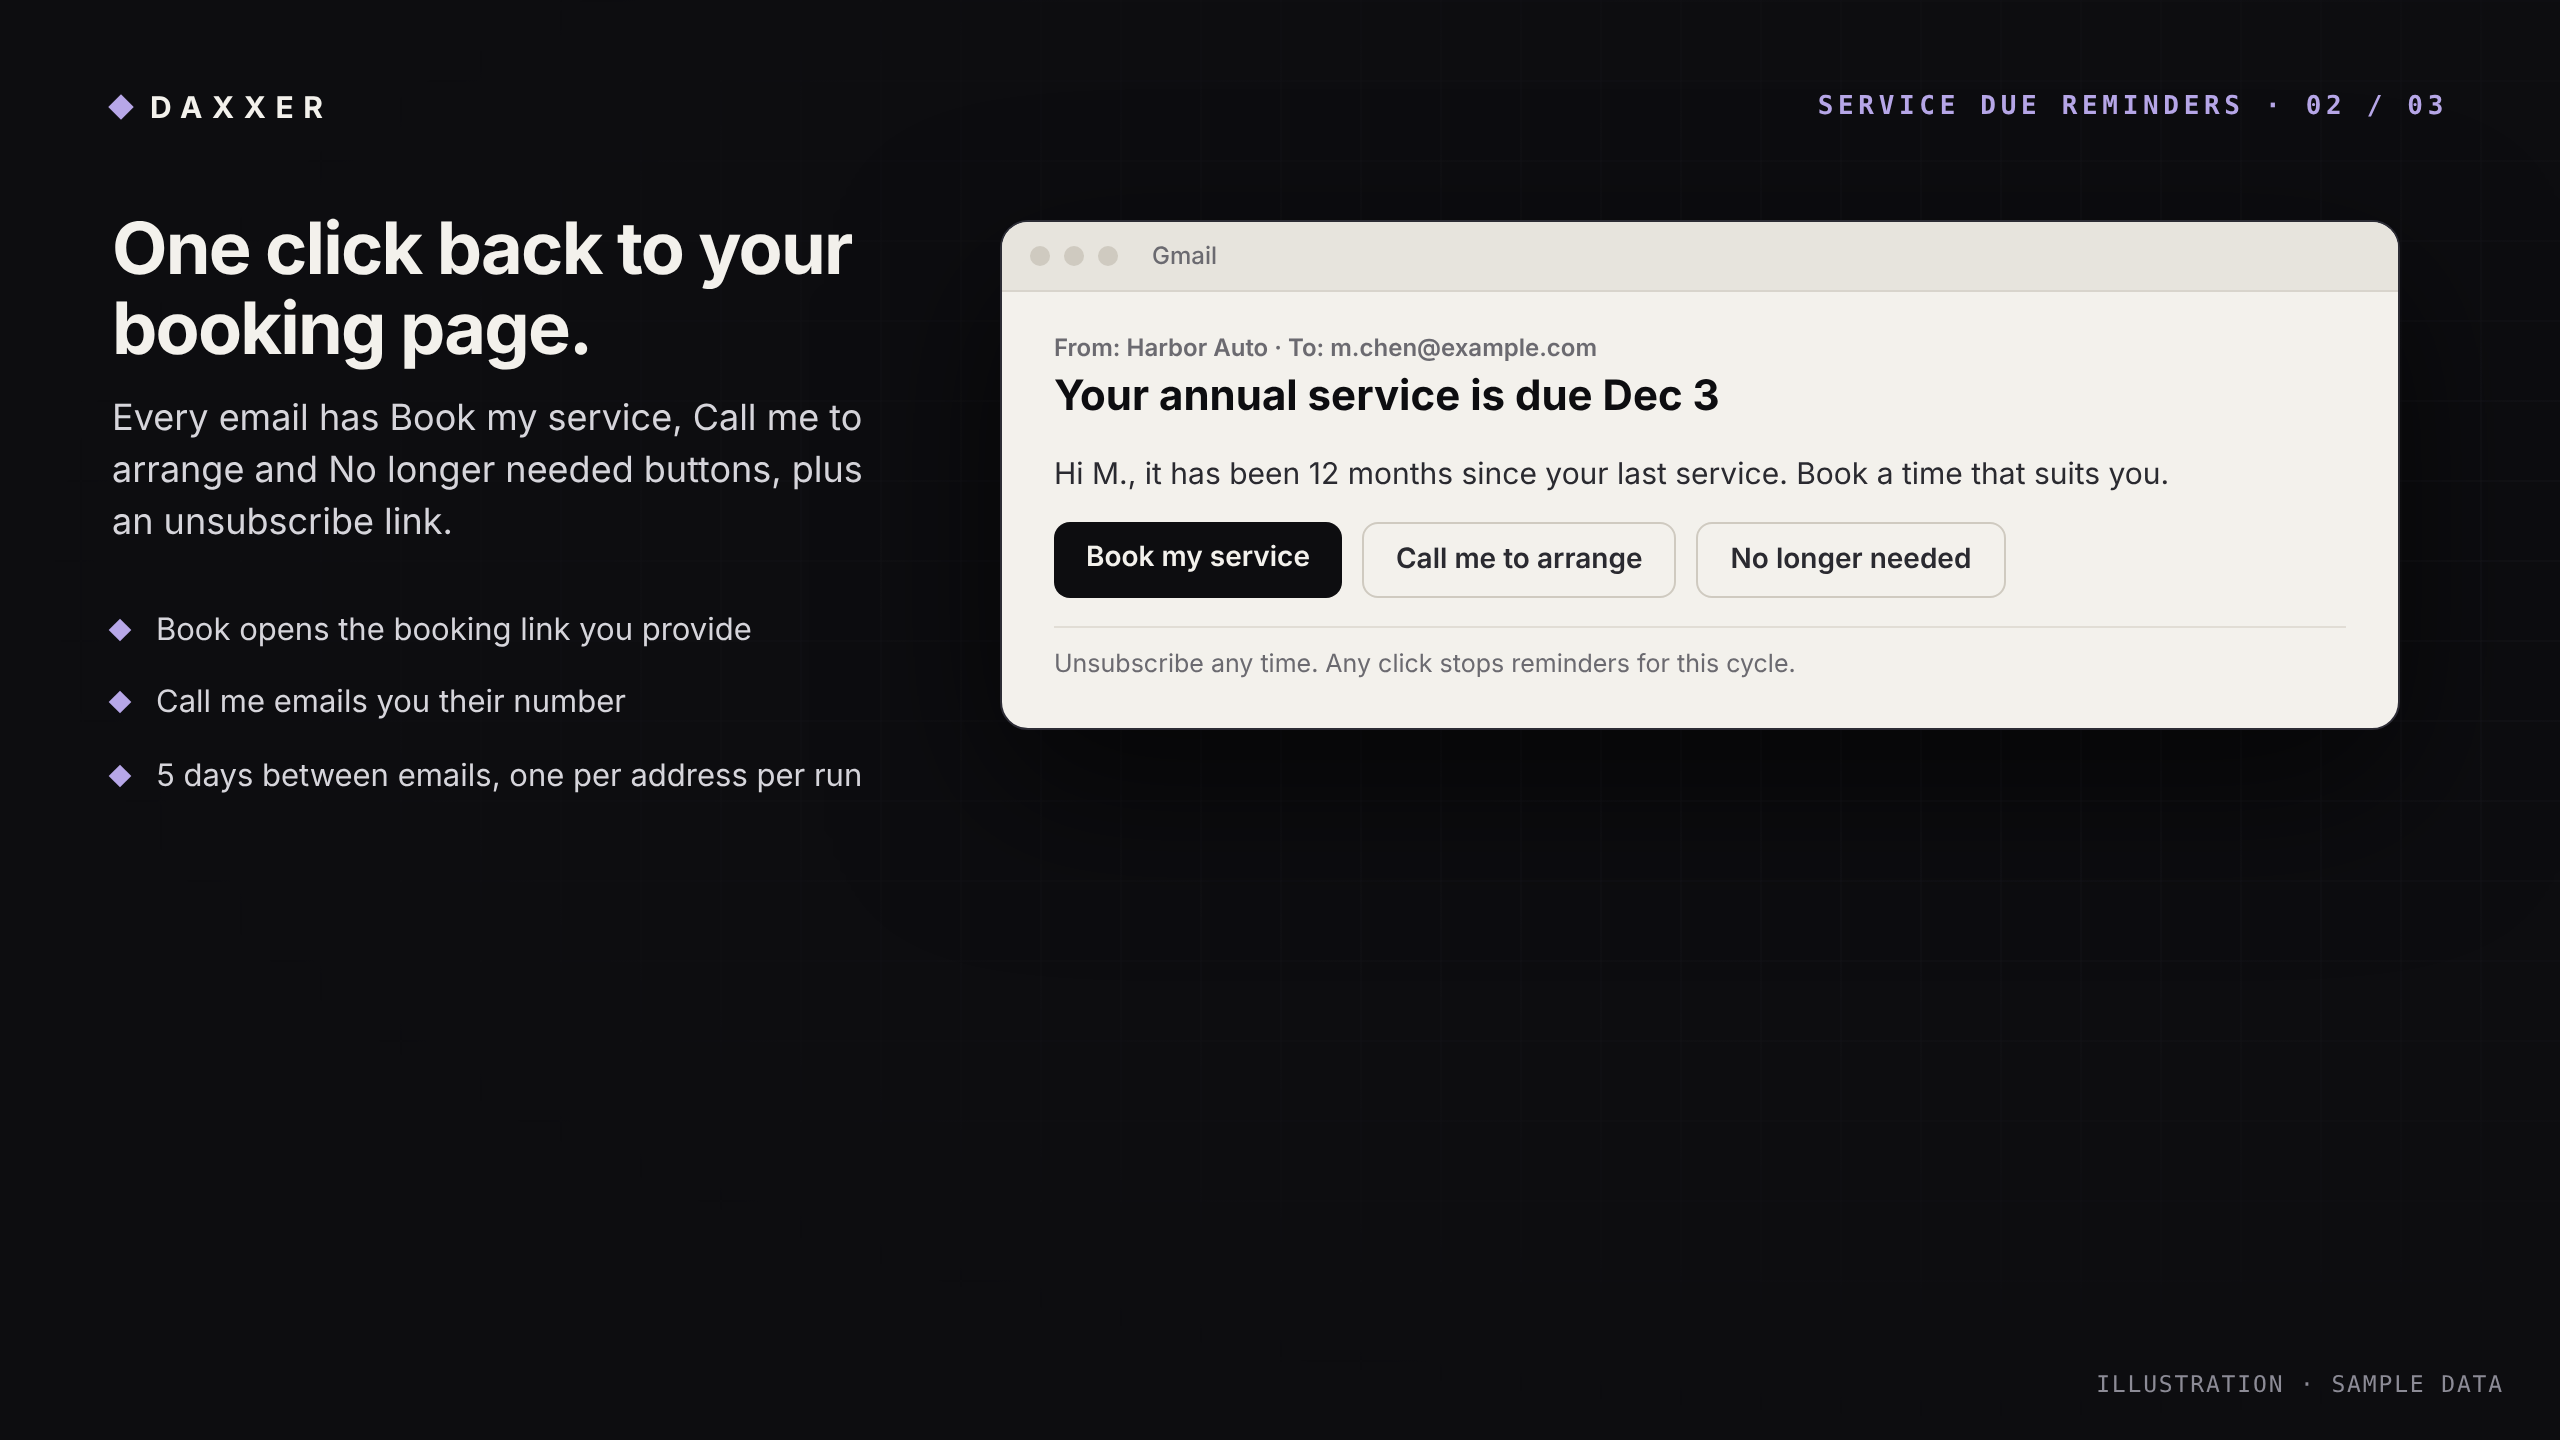 DAXXER
SERVICE DUE REMINDERS · 02 / 03
One click back to your
booking page.
Every email has Book my service, Call me to
arrange and No longer needed buttons, plus
an unsubscribe link.
Book opens the booking link you provide
Call me emails you their number
5 days between emails, one per address per run
Gmail
From: Harbor Auto · To: m.chen@example.com
Your annual service is due Dec 3
Hi M., it has been 12 months since your last service. Book a time that suits you.
Book my service
Call me to arrange
No longer needed
Unsubscribe any time. Any click stops reminders for this cycle.
ILLUSTRATION · SAMPLE DATA